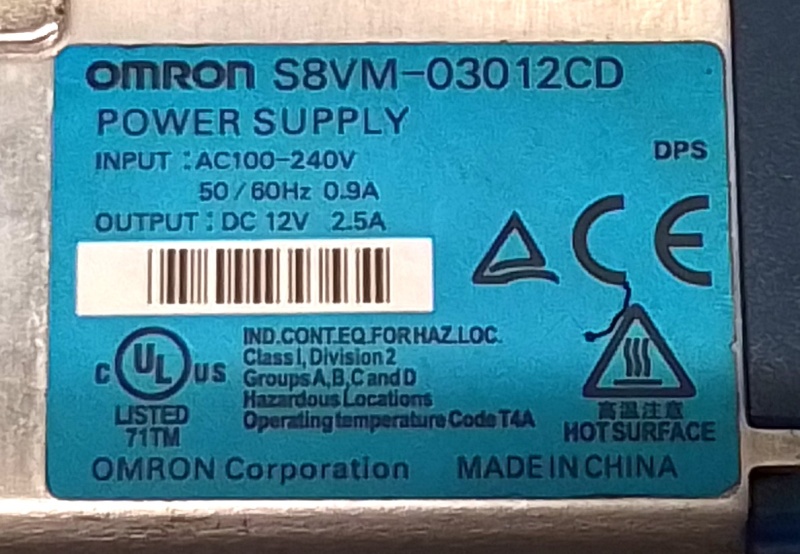 OMRON S8VM-03012CD
POWER SUPPLY
INPUT : AC100-240V
50/60Hz 0.9A
OUTPUT : DC 12V 2.5A
DPS
CE
C UL US
LISTED
71TM
IND.CONT.EQ.FOR HAZ.LOC.
Class I, Division 2
Groups A, B, C and D
Hazardous Locations
Operating temperature Code T4A
高温注意
HOT SURFACE
OMRON Corporation MADE IN CHINA